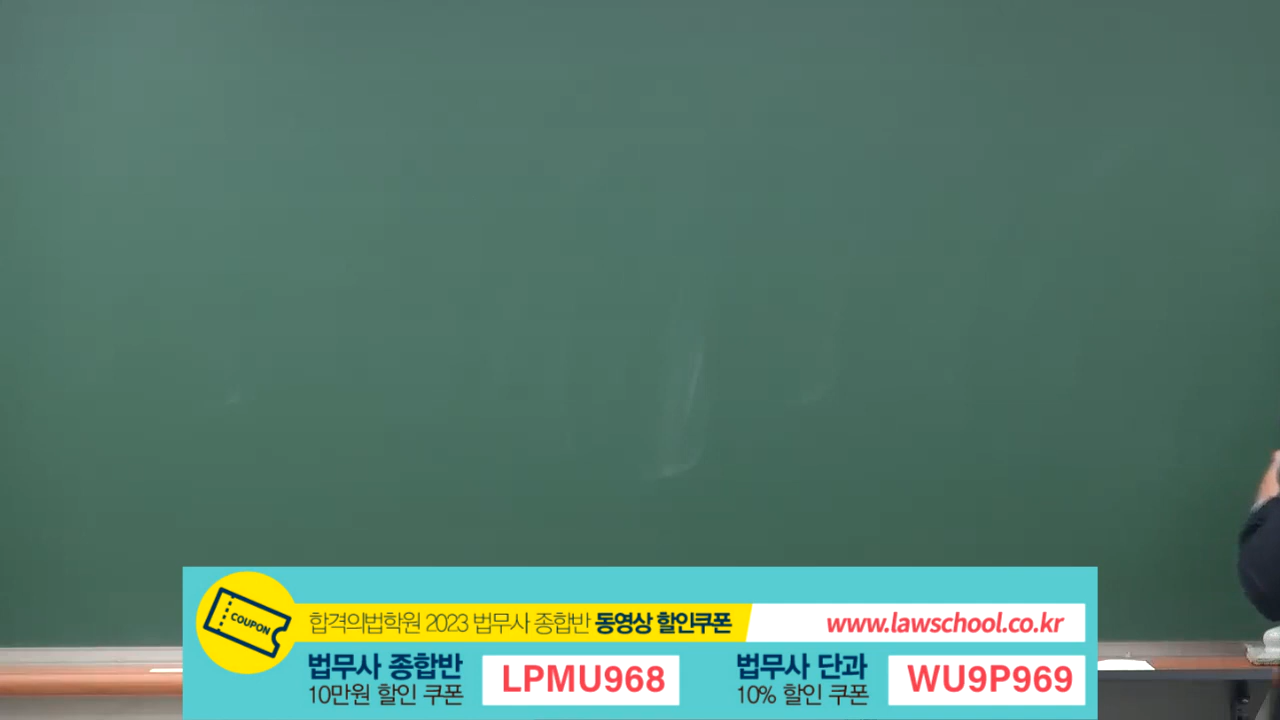 COUPON
합격의법학원 2023 법무사 종합반 동영상 할인쿠폰
www.lawschool.co.kr
법무사 종합반
10만원 할인 쿠폰
LPMU968
법무사 단과
10% 할인 쿠폰
WU9P969